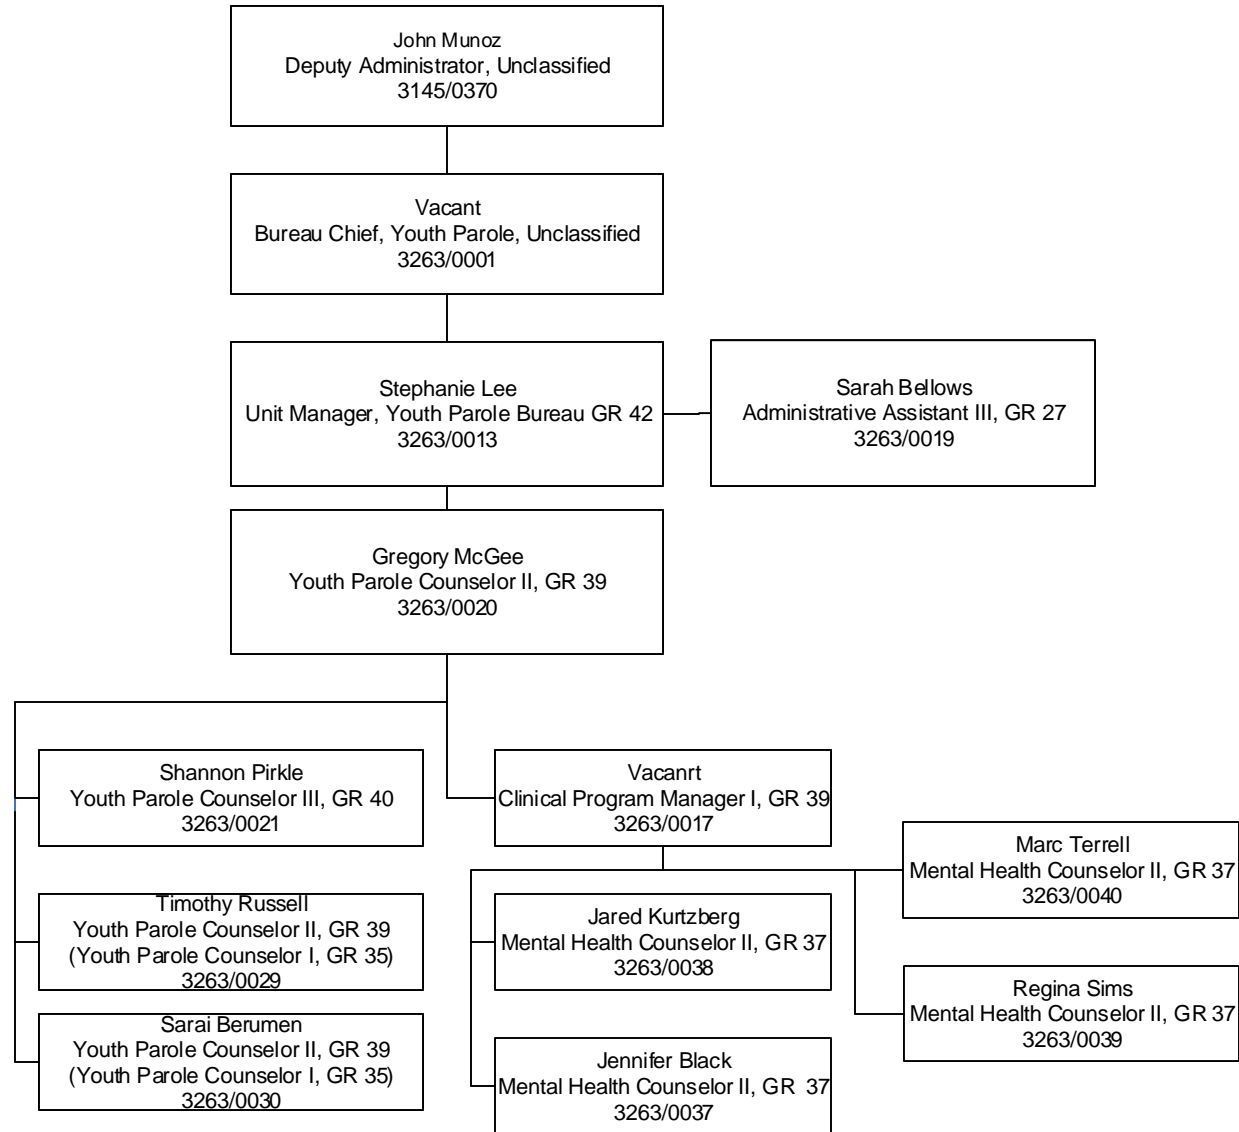 John Munoz
Deputy Administrator, Unclassified
3145/0370
Vacant
Bureau Chief, Youth Parole, Unclassified
3263/0001
Stephanie Lee
Unit Manager, Youth Parole Bureau GR 42
3263/0013
Sarah Bellows
Administrative Assistant III, GR 27
3263/0019
Gregory McGee
Youth Parole Counselor II, GR 39
3263/0020
Shannon Pirkle
Youth Parole Counselor III, GR 40
3263/0021
Timothy Russell
Youth Parole Counselor II, GR 39
(Youth Parole Counselor I, GR 35)
3263/0029
Sarai Berumen
Youth Parole Counselor II, GR 39
(Youth Parole Counselor I, GR 35)
3263/0030
Vacanrt
Clinical Program Manager I, GR 39
3263/0017
Jared Kurtzberg
Mental Health Counselor II, GR 37
3263/0038
Jennifer Black
Mental Health Counselor II, GR 37
3263/0037
Marc Terrell
Mental Health Counselor II, GR 37
3263/0040
Regina Sims
Mental Health Counselor II, GR 37
3263/0039